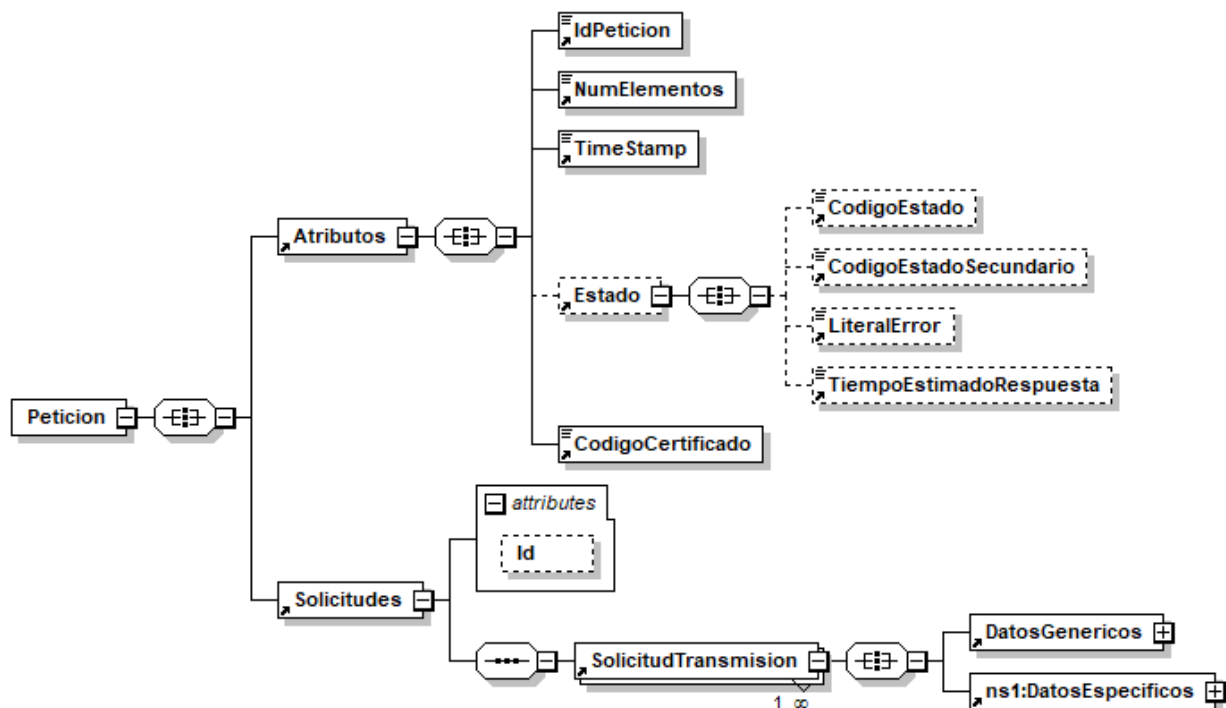 IdPeticion
NumElementos
TimeStamp
CodigoEstado
Atributos
CodigoEstadoSecundario
Estado
LiteralError
TiempoEstimadoRespuesta
Peticion
CodigoCertificado
attributes
Id
Solicitudes
DatosGenericos
SolicitudTransmision
ns1:DatosEspecificos
1 ∞